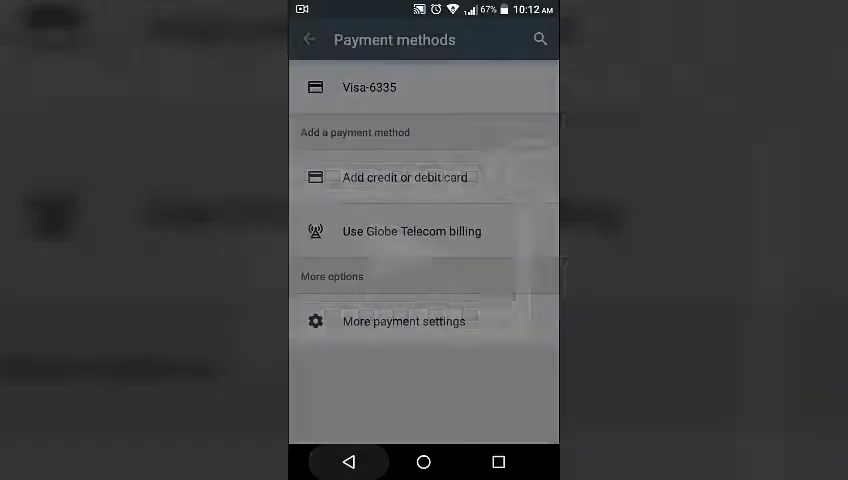 67% 10:12 AM
Payment methods
Visa-6335
Add a payment method
Add credit or debit card
Use Globe Telecom billing
More options
More payment settings